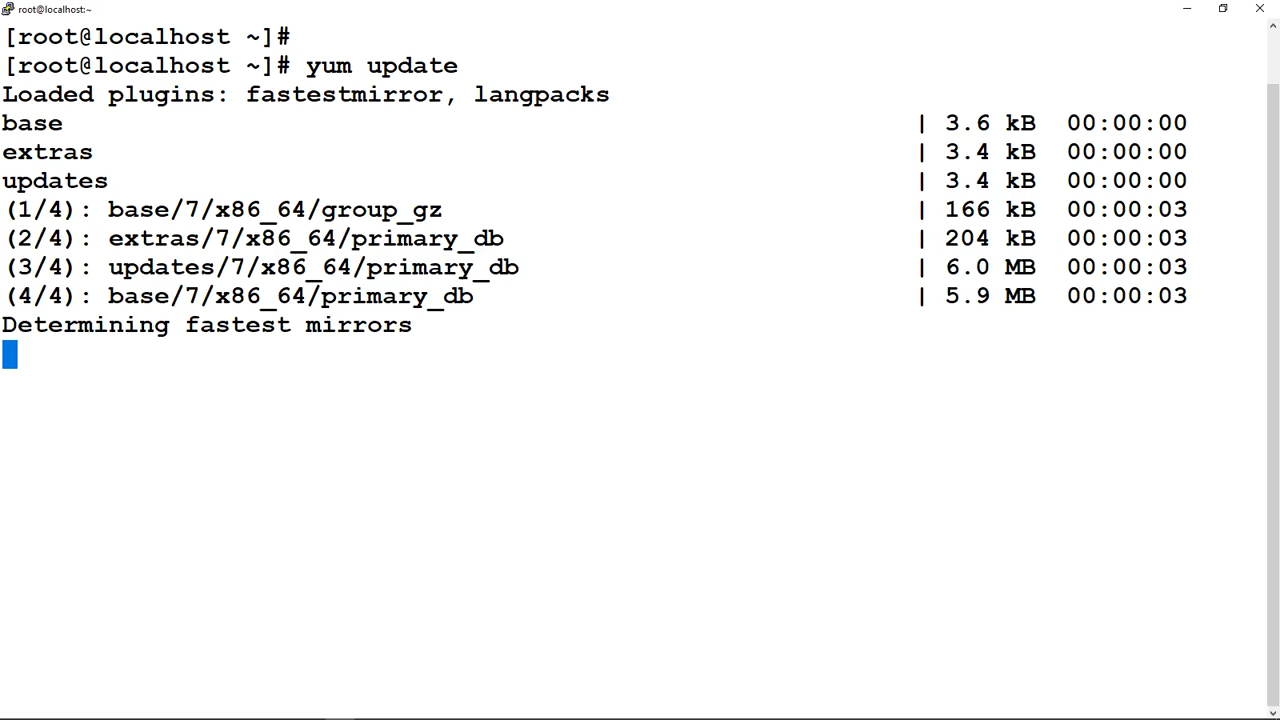 root@localhost:~
[root@localhost ~]#
[root@localhost ~]# yum update
Loaded plugins: fastestmirror, langpacks
base | 3.6 kB 00:00:00
extras | 3.4 kB 00:00:00
updates | 3.4 kB 00:00:00
(1/4): base/7/x86_64/group_gz | 166 kB 00:00:03
(2/4): extras/7/x86_64/primary_db | 204 kB 00:00:03
(3/4): updates/7/x86_64/primary_db | 6.0 MB 00:00:03
(4/4): base/7/x86_64/primary_db | 5.9 MB 00:00:03
Determining fastest mirrors